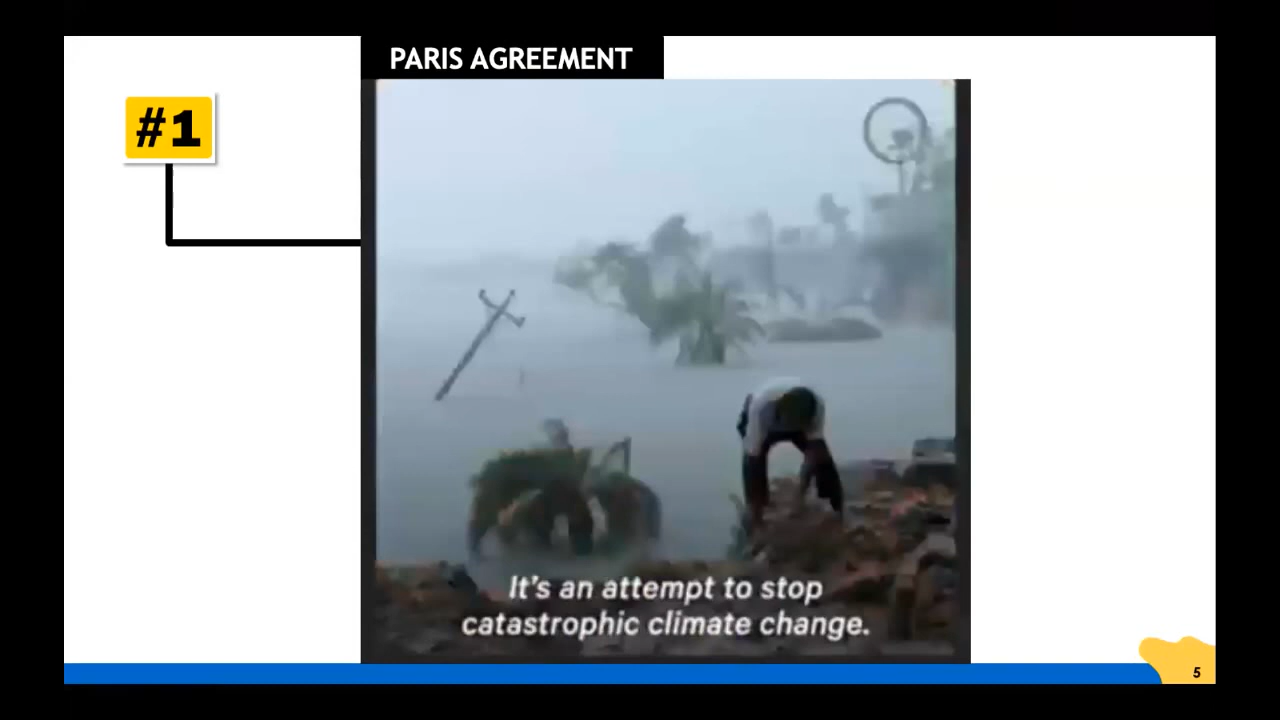 PARIS AGREEMENT
#1
It's an attempt to stop
catastrophic climate change.
5